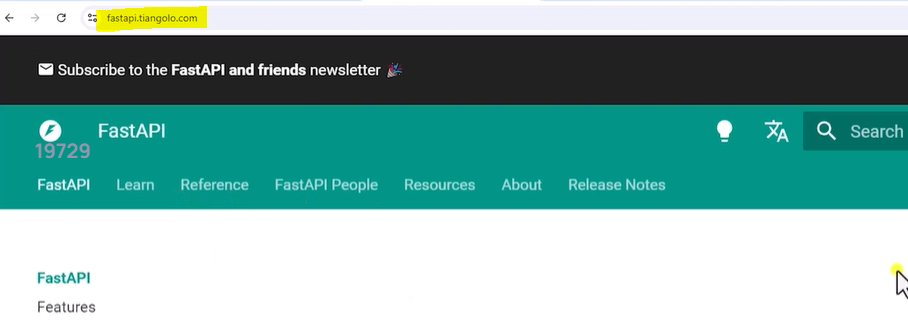 fastapi.tiangolo.com
Subscribe to the FastAPI and friends newsletter
FastAPI
Search
19729
FastAPI Learn Reference FastAPI People Resources About Release Notes
FastAPI
Features